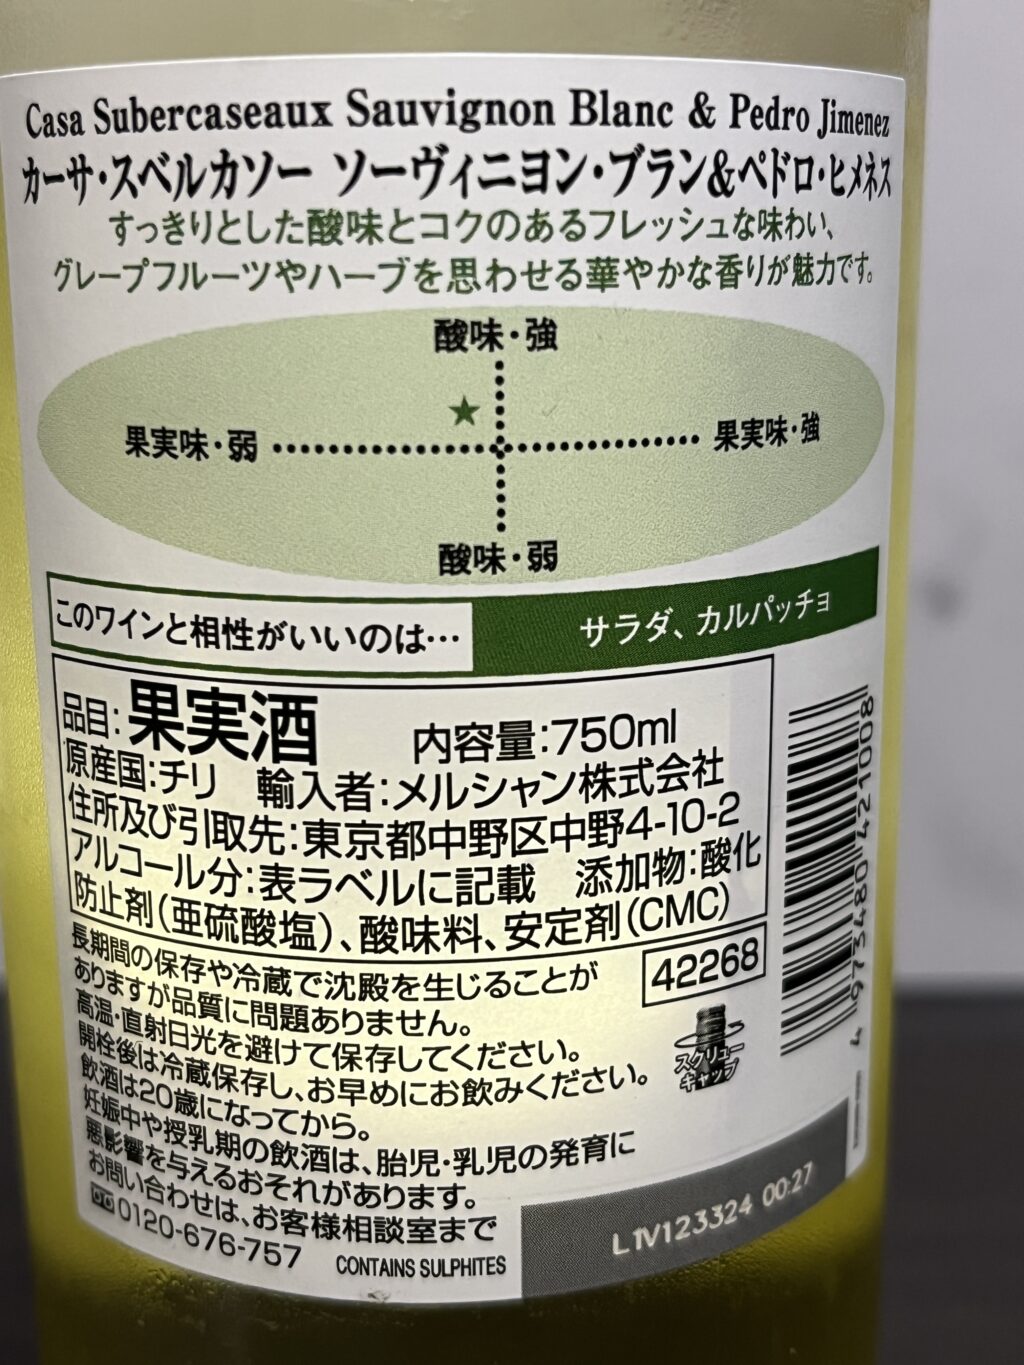 Casa Subercaseaux Sauvignon Blanc & Pedro Jimenez
カーサ・スベルカソー ソーヴィニヨン・ブラン&ペドロ・ヒメネス
すっきりとした酸味とコクのあるフレッシュな味わい、
グレープフルーツやハーブを思わせる華やかな香りが魅力です。
酸味・強
果実味・弱
果実味・強
酸味・弱
このワインと相性がいいのは…
サラダ、カルパッチョ
品目:果実酒 内容量:750ml
原産国:チリ 輸入者:メルシャン株式会社
住所及び引取先:東京都中野区中野4-10-2
アルコール分:表ラベルに記載 添加物:酸化
防止剤(亜硫酸塩)、酸味料、安定剤(CMC)
4 973480 421008
長期間の保存や冷蔵で沈殿を生じることが
ありますが品質に問題ありません。
高温・直射日光を避けて保存してください。
開栓後は冷蔵保存し、お早めにお飲みください。
飲酒は20歳になってから。
妊娠中や授乳期の飲酒は、胎児・乳児の発育に
悪影響を与えるおそれがあります。
お問い合わせは、お客様相談室まで
0120-676-757 CONTAINS SULPHITES
42268
スクリュー
キャップ
L1V123324 00:27